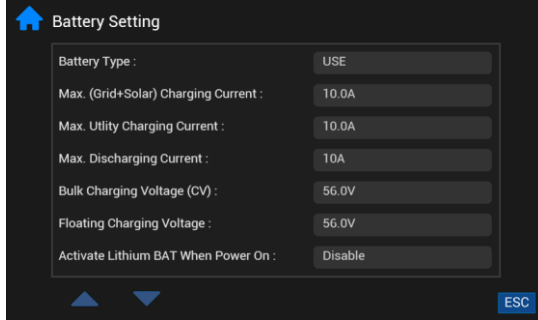 Battery Setting
Battery Type : USE
Max. (Grid+Solar) Charging Current : 10.0A
Max. Utlity Charging Current : 10.0A
Max. Discharging Current : 10A
Bulk Charging Voltage (CV) : 56.0V
Floating Charging Voltage : 56.0V
Activate Lithium BAT When Power On : Disable
ESC